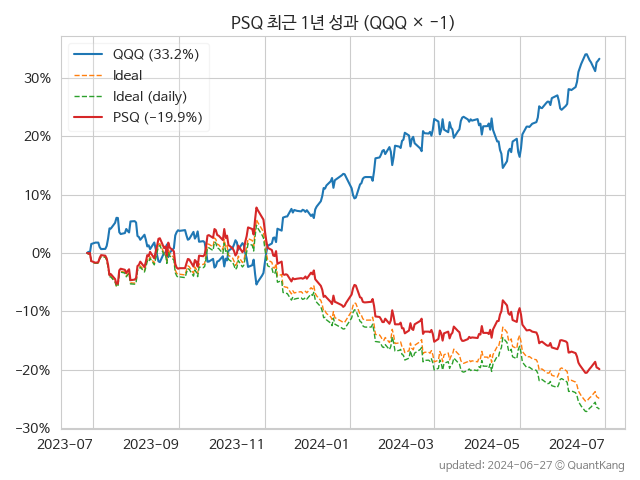 PSQ 최근 1년 성과 (QQQ × −1)
QQQ (33.2%)
Ideal
Ideal (daily)
PSQ (−19.9%)
30%
20%
10%
0%
−10%
−20%
−30%
2023-07 2023-09 2023-11 2024-01 2024-03 2024-05 2024-07
updated: 2024-06-27 © QuantKang